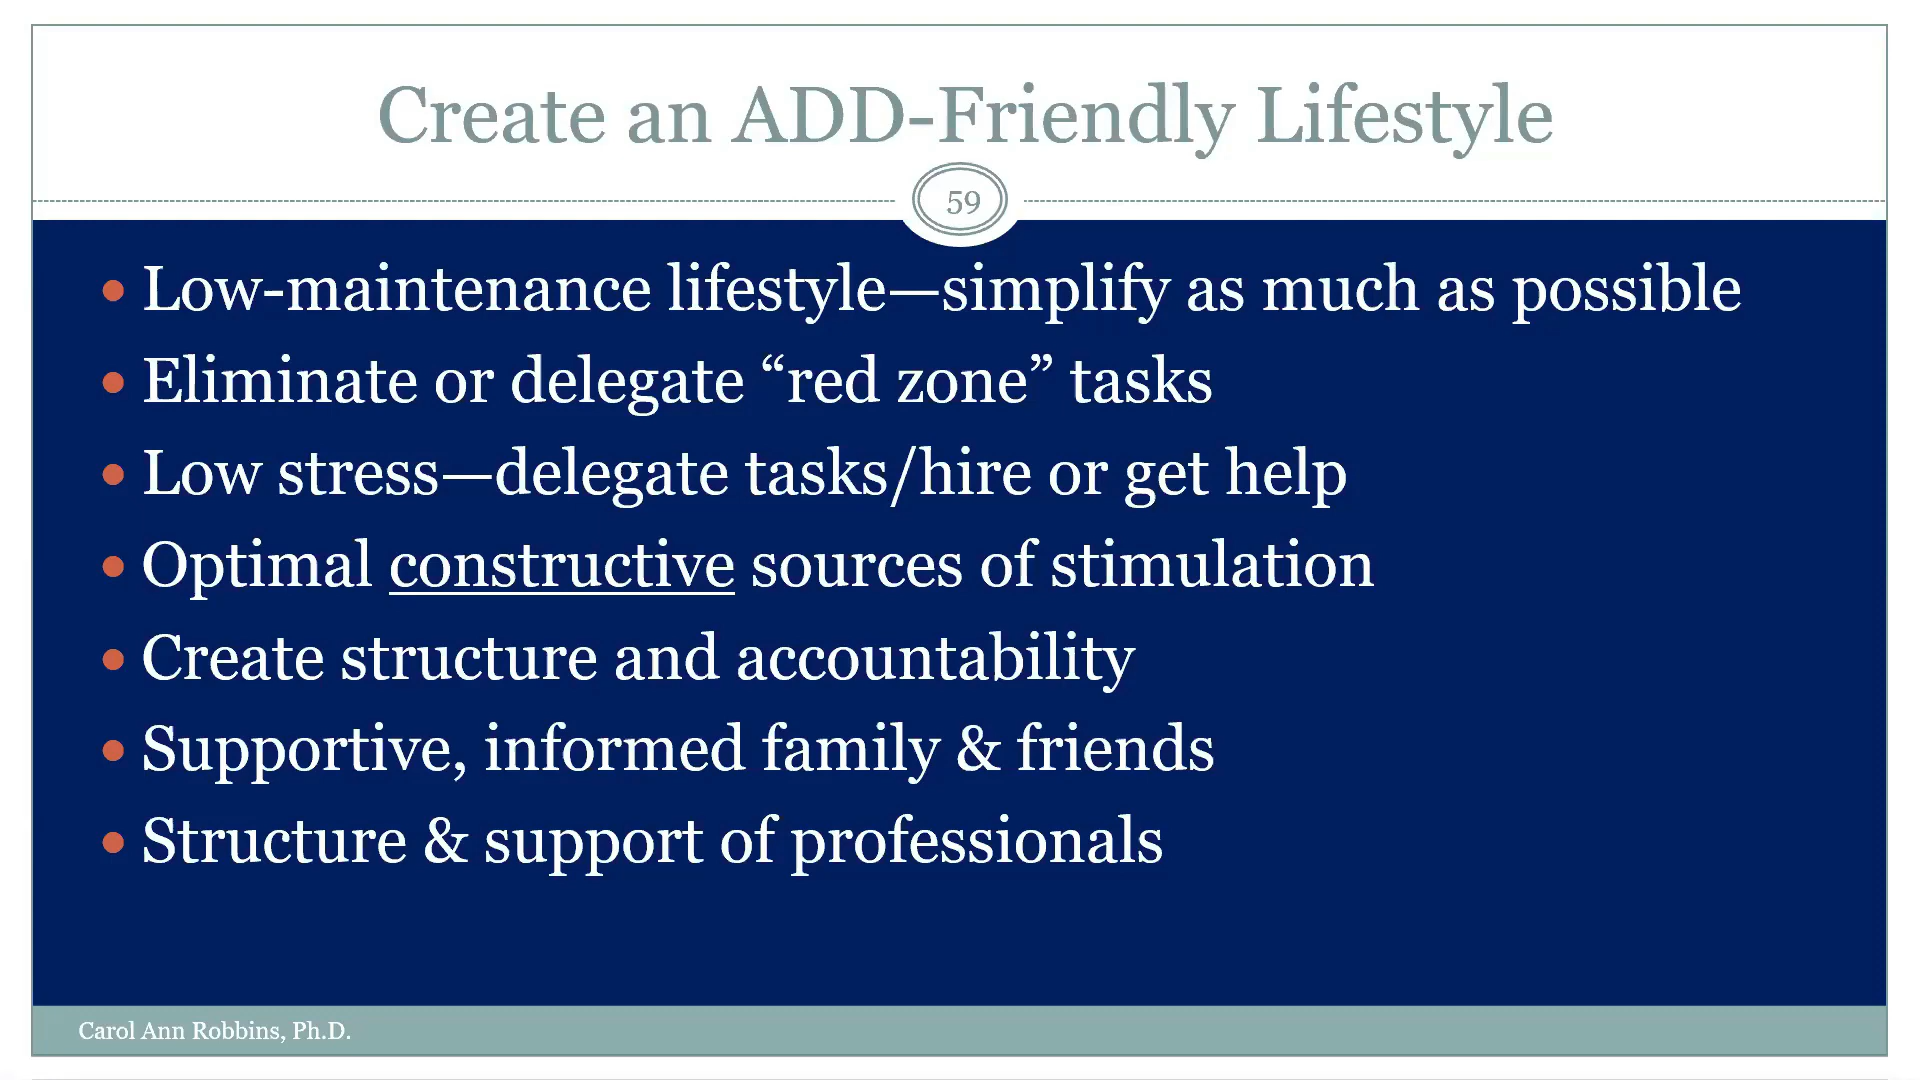 Create an ADD-Friendly Lifestyle
59
• Low-maintenance lifestyle—simplify as much as possible
• Eliminate or delegate “red zone” tasks
• Low stress—delegate tasks/hire or get help
• Optimal constructive sources of stimulation
• Create structure and accountability
• Supportive, informed family & friends
• Structure & support of professionals
Carol Ann Robbins, Ph.D.